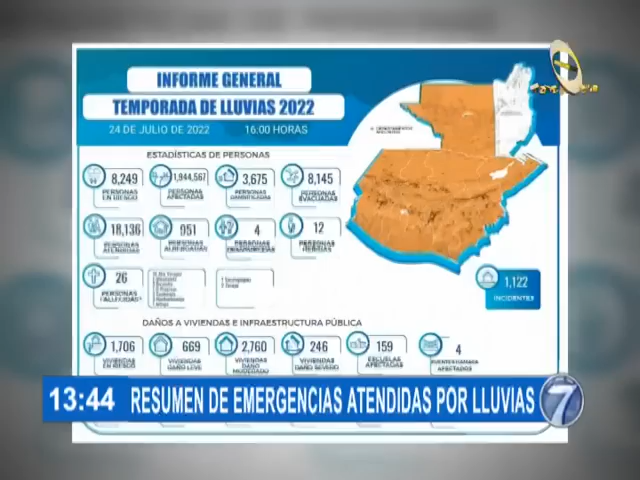 INFORME GENERAL
TEMPORADA DE LLUVIAS 2022
24 DE JULIO DE 2022 16:00 HORAS
ESTADÍSTICAS DE PERSONAS
8,249
PERSONAS
EN RIESGO
1,844,567
PERSONAS
AFECTADAS
3,675
PERSONAS
DAMNIFICADAS
8,145
PERSONAS
EVACUADAS
18,136
PERSONAS
ATENDIDAS
951
PERSONAS
ALBERGADAS
4
PERSONAS
12
PERSONAS
HERIDAS
26
PERSONAS
FALLECIDAS
1,122
INCIDENTES
DAÑOS A VIVIENDAS E INFRAESTRUCTURA PÚBLICA
1,706
VIVIENDAS
EN RIESGO
669
VIVIENDAS
DAÑO LEVE
2,760
VIVIENDAS
DAÑO
MODERADO
246
VIVIENDAS
DAÑO SEVERO
159
ESCUELAS
AFECTADAS
4
AFECTADOS
13:44 RESUMEN DE EMERGENCIAS ATENDIDAS POR LLUVIAS 7